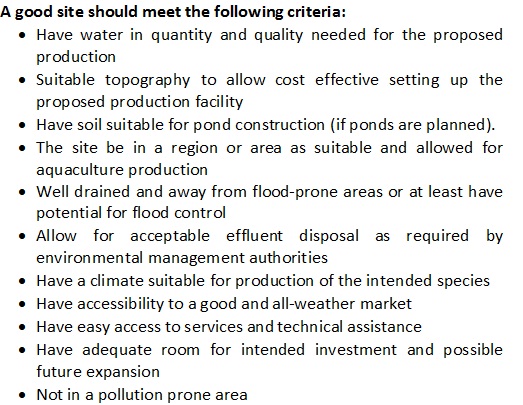 A good site should meet the following criteria:
• Have water in quantity and quality needed for the proposed
production
• Suitable topography to allow cost effective setting up the
proposed production facility
• Have soil suitable for pond construction (if ponds are planned).
• The site be in a region or area as suitable and allowed for
aquaculture production
• Well drained and away from flood-prone areas or at least have
potential for flood control
• Allow for acceptable effluent disposal as required by
environmental management authorities
• Have a climate suitable for production of the intended species
• Have accessibility to a good and all-weather market
• Have easy access to services and technical assistance
• Have adequate room for intended investment and possible
future expansion
• Not in a pollution prone area